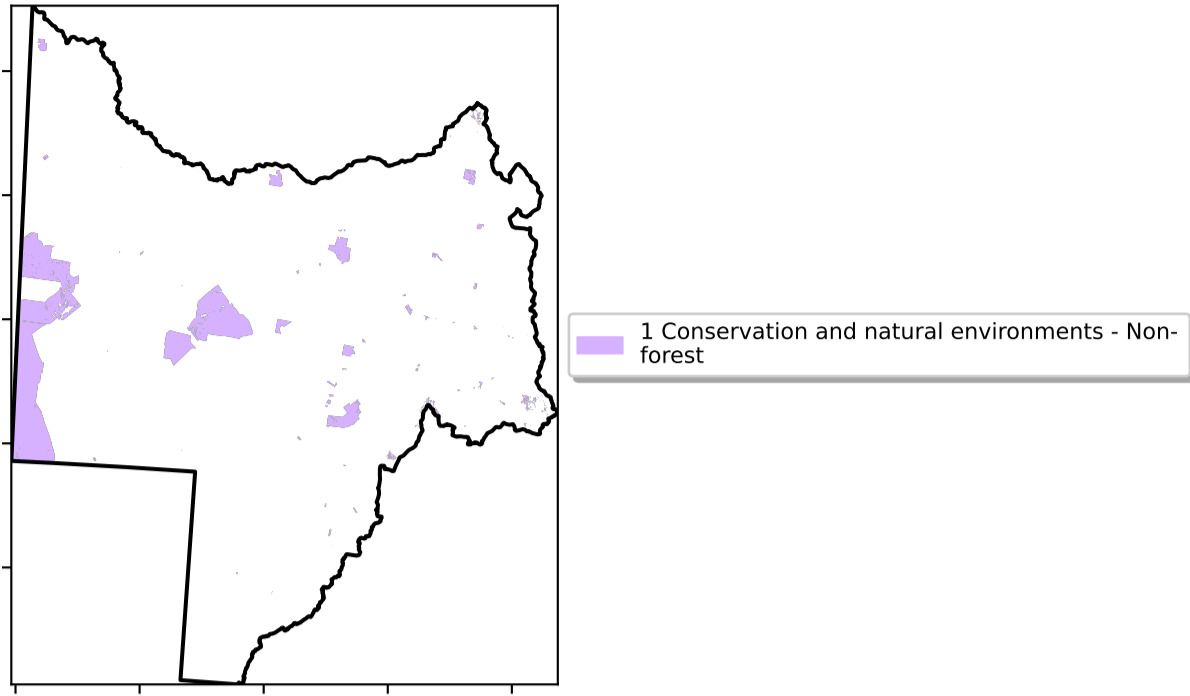 1 Conservation and natural environments - Non-
forest